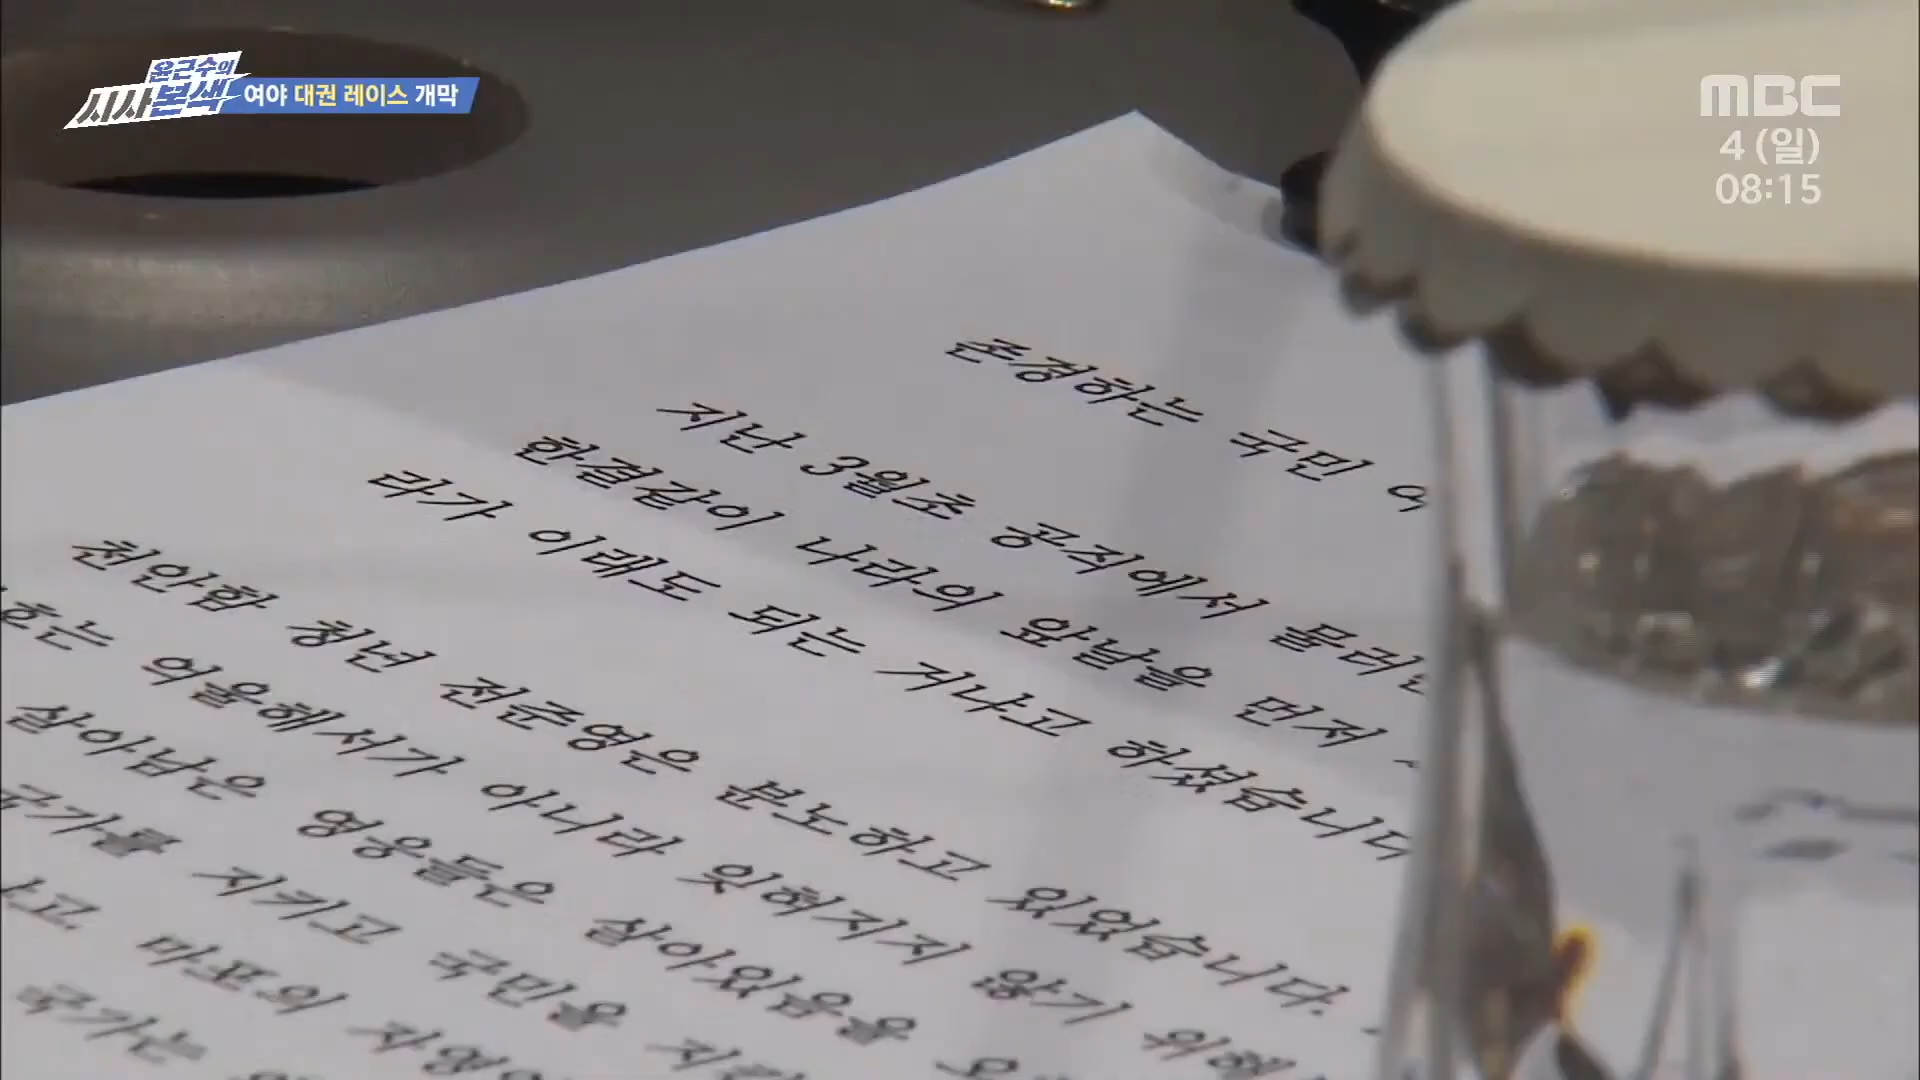 윤근수의
시사본색
여야 대권 레이스 개막
MBC
4 (일)
08:15
존경하는 국민
지난 3월초 공직에서 물러난
한결같이 나라의 앞날을 먼저
라가 이래도 되는 거냐고 하셨습니다
천안함 청년 전준영은 분노하고 있었습니다.
호는 억울해서가 아니라 잊혀지지 않기 위해
살아남은 영웅들은 살아있음을
국가를 지키고 국민을
마포의 자영
국가는